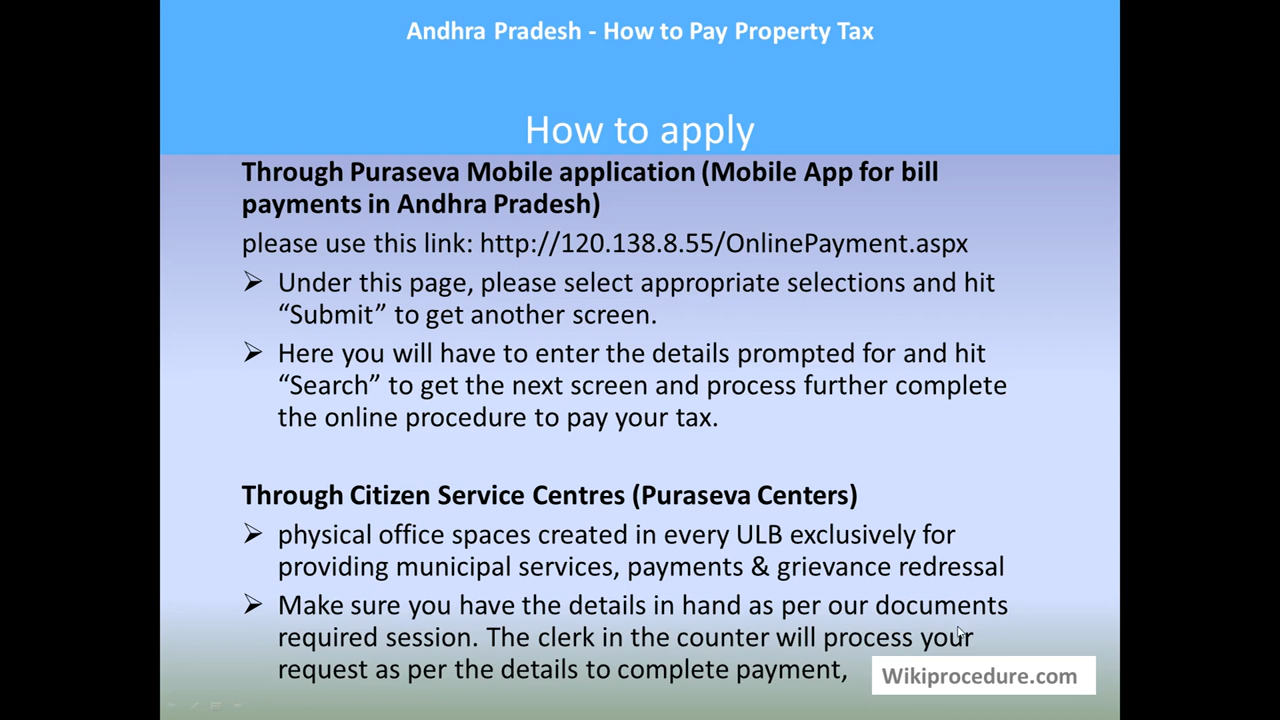 Andhra Pradesh - How to Pay Property Tax
How to apply
Through Puraseva Mobile application (Mobile App for bill
payments in Andhra Pradesh)
please use this link: http://120.138.8.55/OnlinePayment.aspx
➢ Under this page, please select appropriate selections and hit
“Submit” to get another screen.
➢ Here you will have to enter the details prompted for and hit
“Search” to get the next screen and process further complete
the online procedure to pay your tax.
Through Citizen Service Centres (Puraseva Centers)
➢ physical office spaces created in every ULB exclusively for
providing municipal services, payments & grievance redressal
➢ Make sure you have the details in hand as per our documents
required session. The clerk in the counter will process your
request as per the details to complete payment,
Wikiprocedure.com